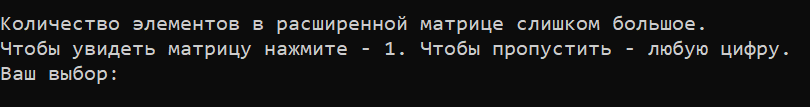 Количество элементов в расширенной матрице слишком большое.
Чтобы увидеть матрицу нажмите - 1. Чтобы пропустить - любую цифру.
Ваш выбор: